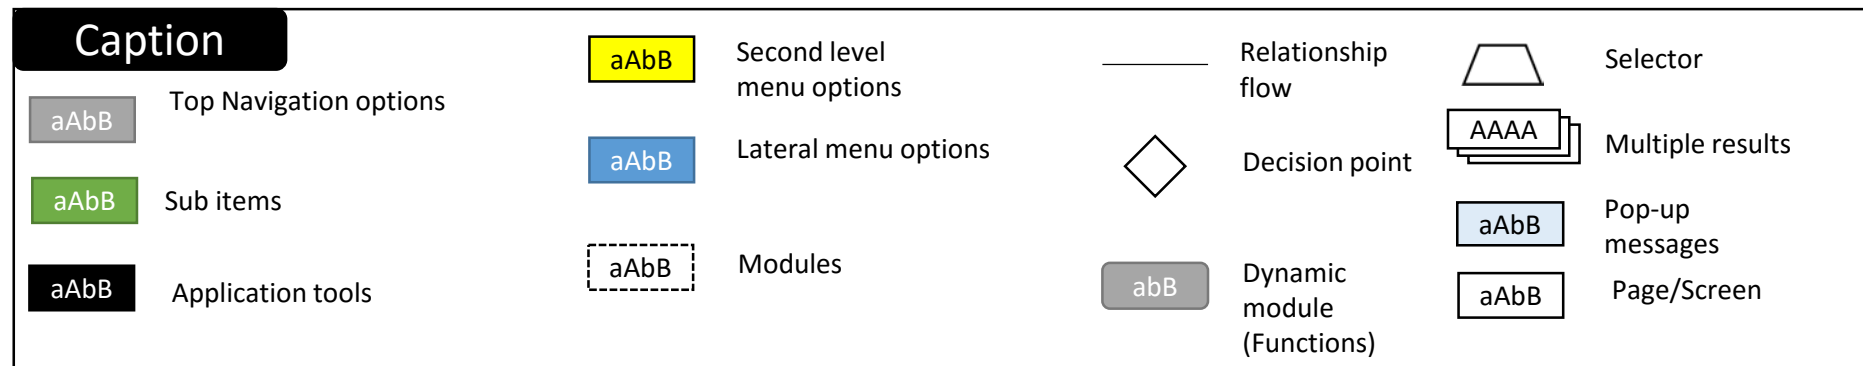 Caption
aAbB
Top Navigation options
aAbB
Sub items
aAbB
Application tools
aAbB
Second level
menu options
aAbB
Lateral menu options
aAbB
Modules
Relationship
flow
Decision point
abB
Dynamic
module
(Functions)
Selector
AAAA
Multiple results
aAbB
Pop-up
messages
aAbB
Page/Screen